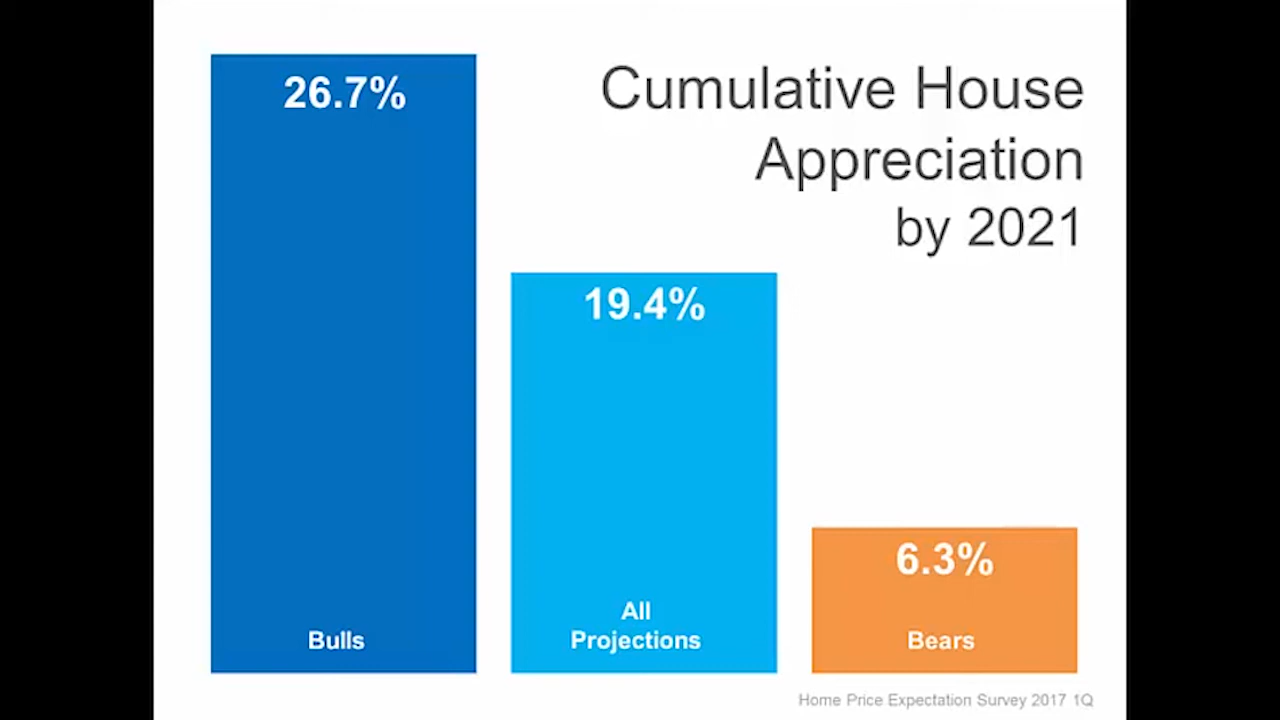 Cumulative House
Appreciation
by 2021
26.7%
Bulls
19.4%
All
Projections
6.3%
Bears
Home Price Expectation Survey 2017 1Q